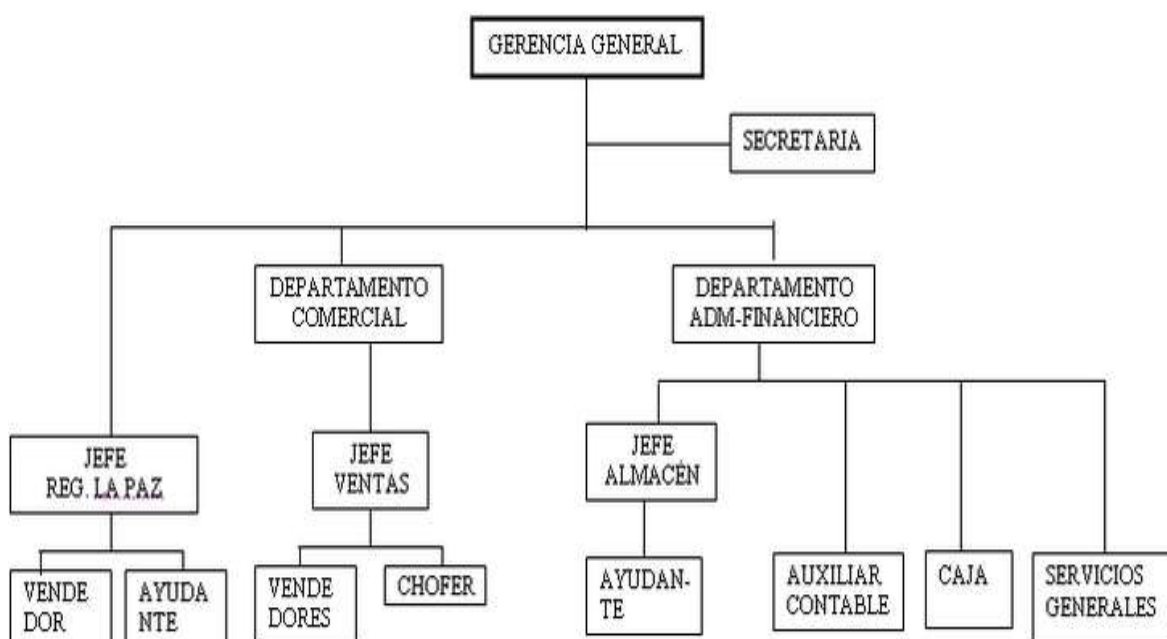 GERENCIA GENERAL
SECRETARIA
DEPARTAMENTO
COMERCIAL
DEPARTAMENTO
ADM-FINANCIERO
JEFE
REG. LA PAZ
JEFE
VENTAS
JEFE
ALMACÉN
VENDE
DOR
AYUDA
NTE
VENDE
DORES
CHOFER
AYUDAN-
TE
AUXILIAR
CONTABLE
CAJA
SERVICIOS
GENERALES